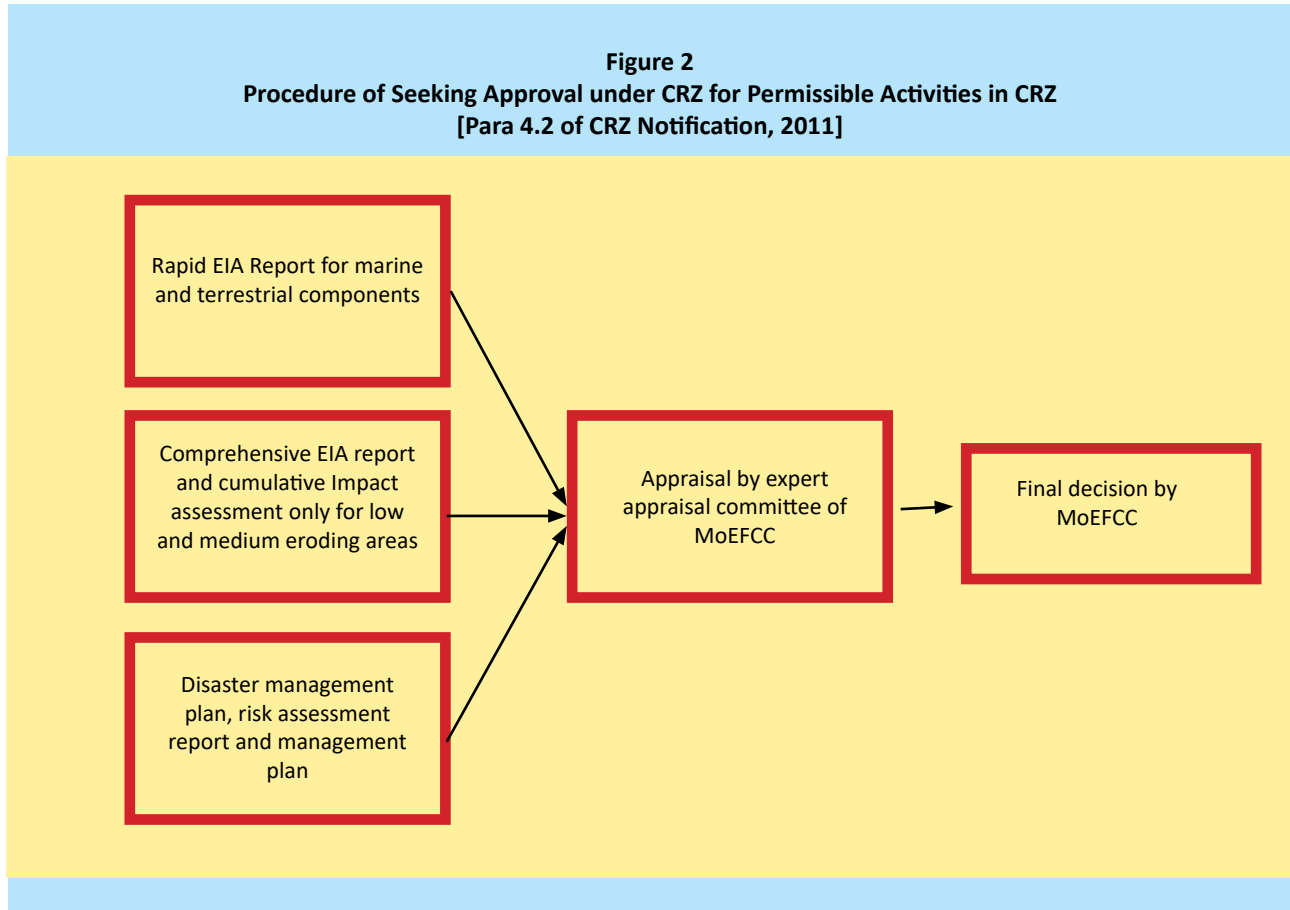 Figure 2
Procedure of Seeking Approval under CRZ for Permissible Activities in CRZ
[Para 4.2 of CRZ Notification, 2011]
Rapid EIA Report for marine
and terrestrial components
Comprehensive EIA report
and cumulative Impact
assessment only for low
and medium eroding areas
Disaster management
plan, risk assessment
report and management
plan
Appraisal by expert
appraisal committee of
MoEFCC
Final decision by
MoEFCC